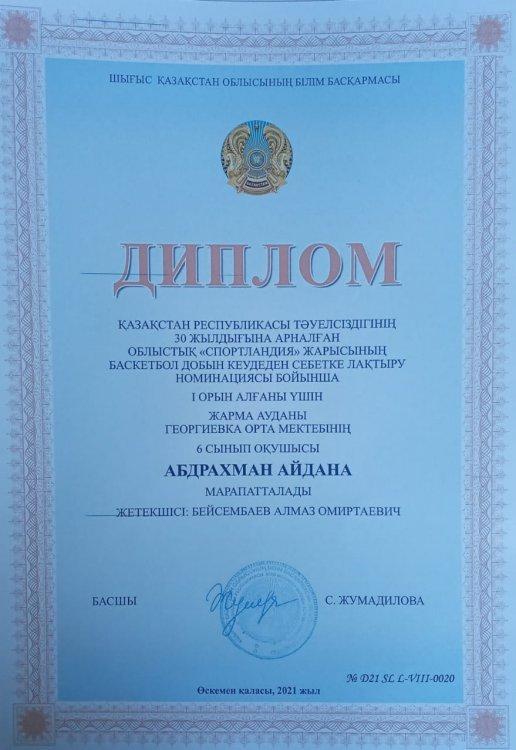 ШЫҒЫС ҚАЗАҚСТАН ОБЛЫСЫНЫҢ БІЛІМ БАСҚАРМАСЫ
ДИПЛОМ
ҚАЗАҚСТАН РЕСПУБЛИКАСЫ ТӘУЕЛСІЗДІГІНІҢ
30 ЖЫЛДЫҒЫНА АРНАЛҒАН
ОБЛЫСТЫҚ «СПОРТЛАНДИЯ» ЖАРЫСЫНЫҢ
БАСКЕТБОЛ ДОБЫН КЕУДЕДЕН СЕБЕТКЕ ЛАҚТЫРУ
НОМИНАЦИЯСЫ БОЙЫНША
I ОРЫН АЛҒАНЫ ҮШІН
ЖАРМА АУДАНЫ
ГЕОРГИЕВКА ОРТА МЕКТЕБІНІҢ
6 СЫНЫП ОҚУШЫСЫ
АБДРАХМАН АЙДАНА
МАРАПАТТАЛАДЫ
ЖЕТЕКШІСІ: БЕЙСЕМБАЕВ АЛМАЗ ОМИРТАЕВИЧ
БАСШЫ С. ЖУМАДИЛОВА
№ D21 SL L-VIII-0020
Өскемен қаласы, 2021 жыл